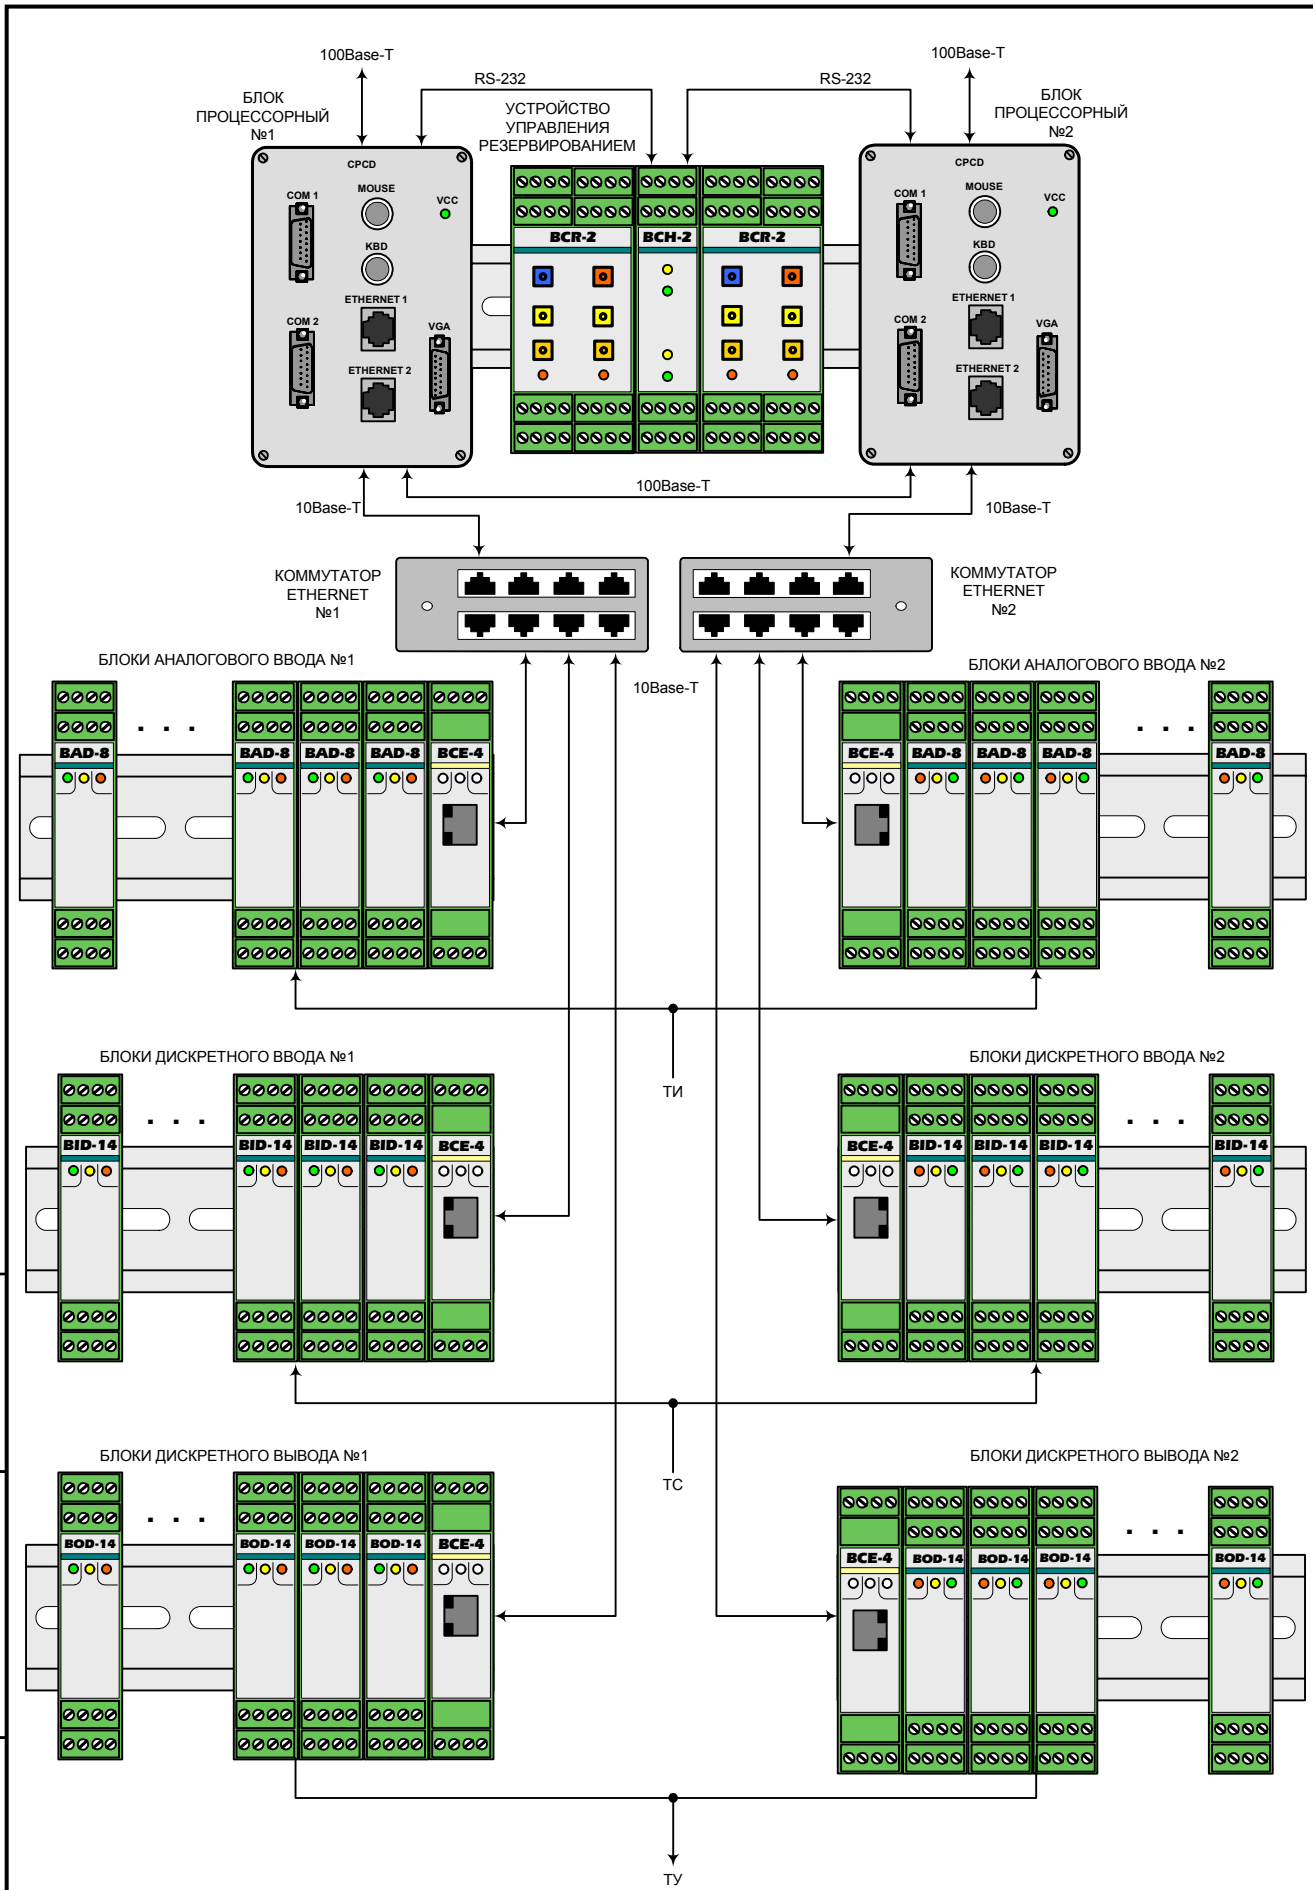 100Base-T
100Base-T
RS-232
RS-232
БЛОК
ПРОЦЕССОРНЫЙ
№1
УСТРОЙСТВО
УПРАВЛЕНИЯ
РЕЗЕРВИРОВАНИЕМ
БЛОК
ПРОЦЕССОРНЫЙ
№2
CPCD
COM 1
MOUSE
VCC
KBD
ETHERNET 1
COM 2
VGA
ETHERNET 2
BCR-2
BCH-2
BCR-2
CPCD
COM 1
MOUSE
VCC
KBD
ETHERNET 1
COM 2
VGA
ETHERNET 2
10Base-T
100Base-T
10Base-T
КОММУТАТОР
ETHERNET
№1
КОММУТАТОР
ETHERNET
№2
БЛОКИ АНАЛОГОВОГО ВВОДА №1
10Base-T
БЛОКИ АНАЛОГОВОГО ВВОДА №2
. . .
. . .
BAD-8
BAD-8
BAD-8
BAD-8
BCE-4
BCE-4
BAD-8
BAD-8
BAD-8
BAD-8
ТИ
БЛОКИ ДИСКРЕТНОГО ВВОДА №1
БЛОКИ ДИСКРЕТНОГО ВВОДА №2
. . .
. . .
BID-14
BID-14
BID-14
BID-14
BCE-4
BCE-4
BID-14
BID-14
BID-14
BID-14
ТС
БЛОКИ ДИСКРЕТНОГО ВЫВОДА №1
БЛОКИ ДИСКРЕТНОГО ВЫВОДА №2
. . .
. . .
BOD-14
BOD-14
BOD-14
BOD-14
BCE-4
BCE-4
BOD-14
BOD-14
BOD-14
BOD-14
ТУ